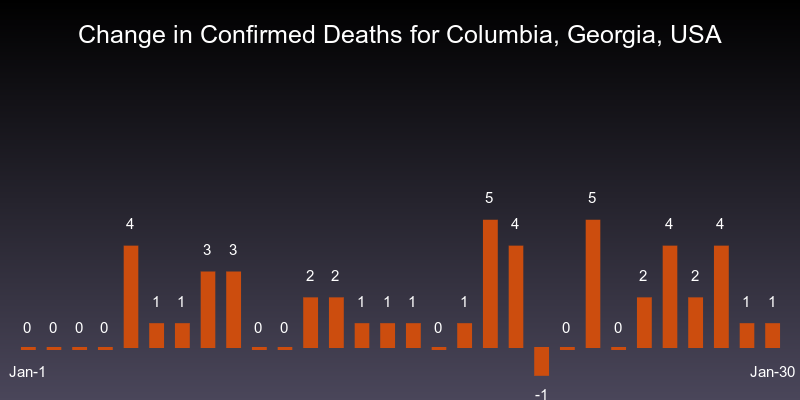 Change in Confirmed Deaths for Columbia, Georgia, USA
0 0 0 0 4 1 1 3 3 0 0 2 2 1 1 1 0 1 5 4 -1 0 5 0 2 4 2 4 1 1
Jan-1 Jan-30